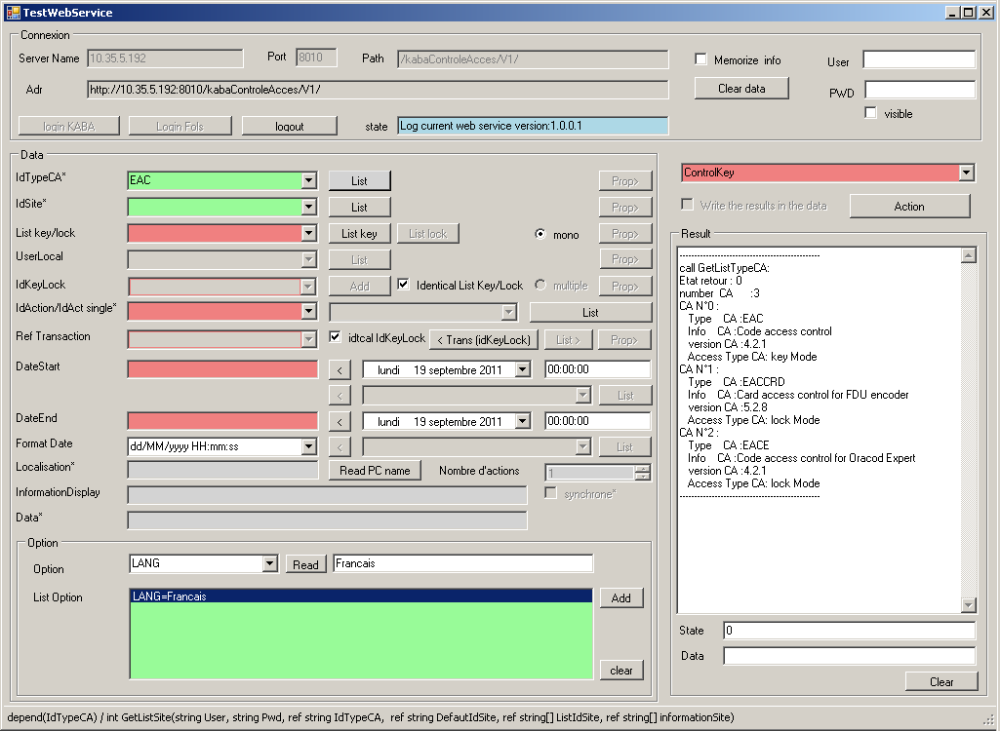 TestWebService
Connexion
Server Name 10.35.5.192 Port 8010 Path /kabaControleAcces/V1/ Memorize info User
Adr http://10.35.5.192:8010/kabaControleAcces/V1/ Clear data PWD
visible
login KABA Login Fols logout state Log current web service version:1.0.0.1
Data
IdTypeCA* EAC List Prop>
IdSite* List Prop>
List key/lock List key List lock mono Prop>
UserLocal List Prop>
IdKeyLock Add Identical List Key/Lock multiple Prop>
IdAction/IdAct single* List
Ref Transaction idtcal IdKeyLock < Trans (idKeyLock) List > Prop>
DateStart < lundi 19 septembre 2011 00:00:00
< List
DateEnd < lundi 19 septembre 2011 00:00:00
Format Date dd/MM/yyyy HH:mm:ss < List
Localisation* Read PC name Nombre d'actions 1
InformationDisplay synchrone*
Data*
Option
Option LANG Read Francais
List Option LANG=Francais Add
clear
ControlKey
Write the results in the data Action
Result
------------------------------------------------
call GetListTypeCA:
Etat retour : 0
number CA :3
CA N°0 :
Type CA :EAC
Info CA :Code access control
version CA :4.2.1
Access Type CA: key Mode
CA N°1 :
Type CA :EACCRD
Info CA :Card access control for FDU encoder
version CA :5.2.8
Access Type CA: lock Mode
CA N°2 :
Type CA :EACE
Info CA :Code access control for Oracod Expert
version CA :4.2.1
Access Type CA: lock Mode
------------------------------------------------
State 0
Data
Clear
depend(IdTypeCA) / int GetListSite(string User, string Pwd, ref string IdTypeCA, ref string DefautIdSite, ref string[] ListIdSite, ref string[] informationSite)